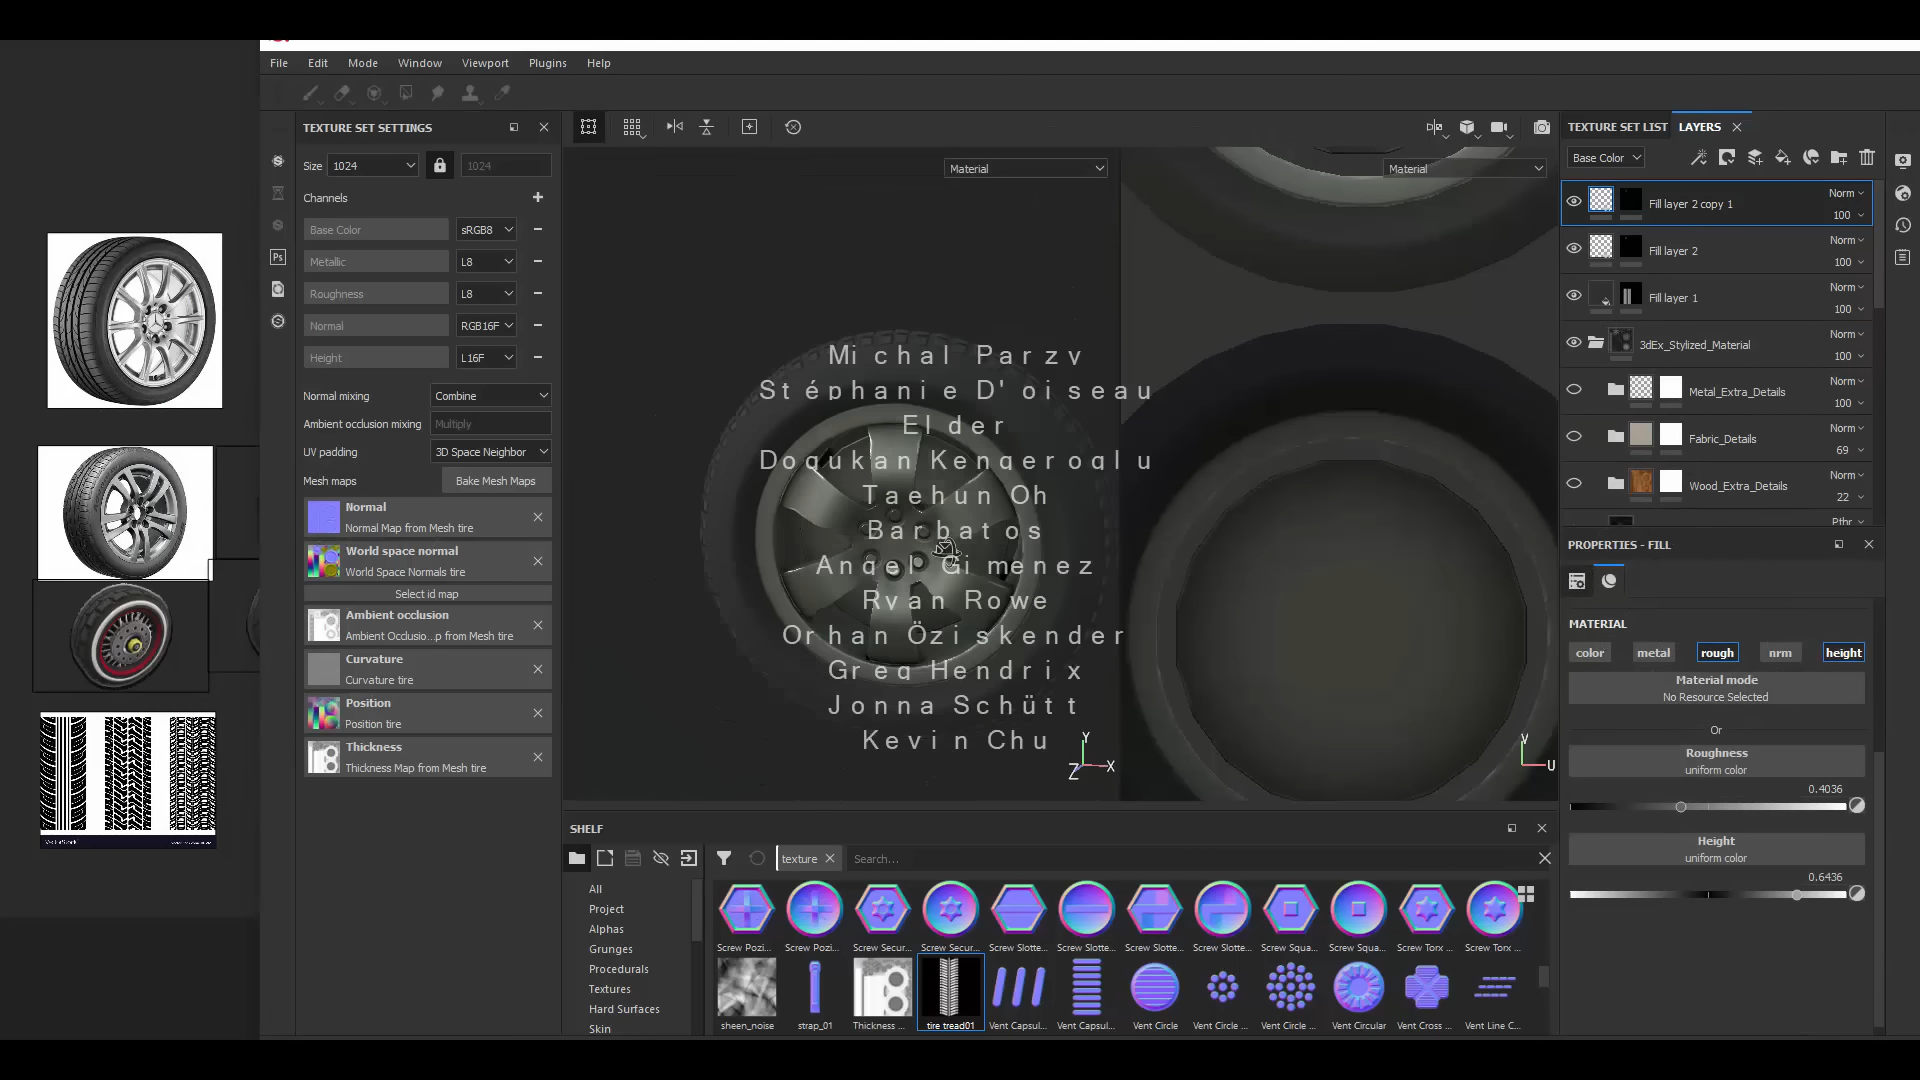 File Edit Mode Window Viewport Plugins Help
TEXTURE SET SETTINGS
Size 1024 1024
Channels
Base Color sRGB8
Metallic L8
Roughness L8
Normal RGB16F
Height L16F
Normal mixing Combine
Ambient occlusion mixing Multiply
UV padding 3D Space Neighbor
Mesh maps Bake Mesh Maps
Normal
Normal Map from Mesh tire
World space normal
World Space Normals tire
Select id map
Ambient occlusion
Ambient Occlusio...p from Mesh tire
Curvature
Curvature tire
Position
Position tire
Thickness
Thickness Map from Mesh tire
Ps
Material
Material
Michal Parzy
Stéphanie D'oiseau
Elder
Dogukan Kengeroglu
Taehun Oh
Barbatos
Angel Gimenez
Ryan Rowe
Orhan Öziskender
Greg Hendrix
Jonna Schütt
Kevin Chu
Y
Z X
V
U
SHELF
texture Search...
All
Project
Alphas
Grunges
Procedurals
Textures
Hard Surfaces
Skin
Screw Pozi... Screw Pozi... Screw Secur... Screw Secur... Screw Slotte... Screw Slotte... Screw Slotte... Screw Slotte... Screw Squa... Screw Squa... Screw Torx ... Screw Torx ...
sheen_noise strap_01 Thickness ... tire tread01 Vent Capsul... Vent Capsul... Vent Circle Vent Circle ... Vent Circle ... Vent Circular Vent Cross ... Vent Line C...
TEXTURE SET LIST LAYERS
Base Color
Fill layer 2 copy 1 Norm 100
Fill layer 2 Norm 100
Fill layer 1 Norm 100
3dEx_Stylized_Material Norm 100
Metal_Extra_Details Norm 100
Fabric_Details Norm 69
Wood_Extra_Details Norm 22
Pthr
PROPERTIES - FILL
MATERIAL
color metal rough nrm height
Material mode
No Resource Selected
Or
Roughness
uniform color
0.4036
Height
uniform color
0.6436